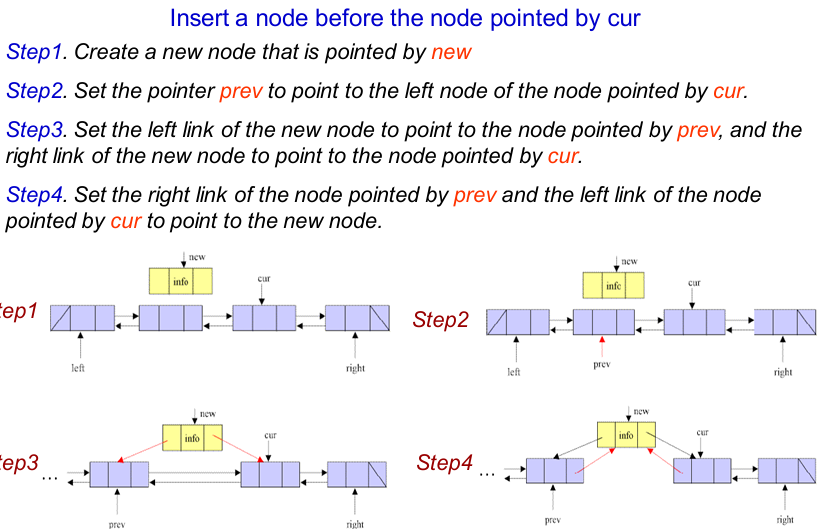 Insert a node before the node pointed by cur
Step1. Create a new node that is pointed by new
Step2. Set the pointer prev to point to the left node of the node pointed by cur.
Step3. Set the left link of the new node to point to the node pointed by prev, and the
right link of the new node to point to the node pointed by cur.
Step4. Set the right link of the node pointed by prev and the left link of the node
pointed by cur to point to the new node.
new
info
cur
tep1
left
right
new
info
cur
Step2
left
prev
right
new
info
cur
tep3
...
prev
right
new
info
cur
Step4
...
prev
right